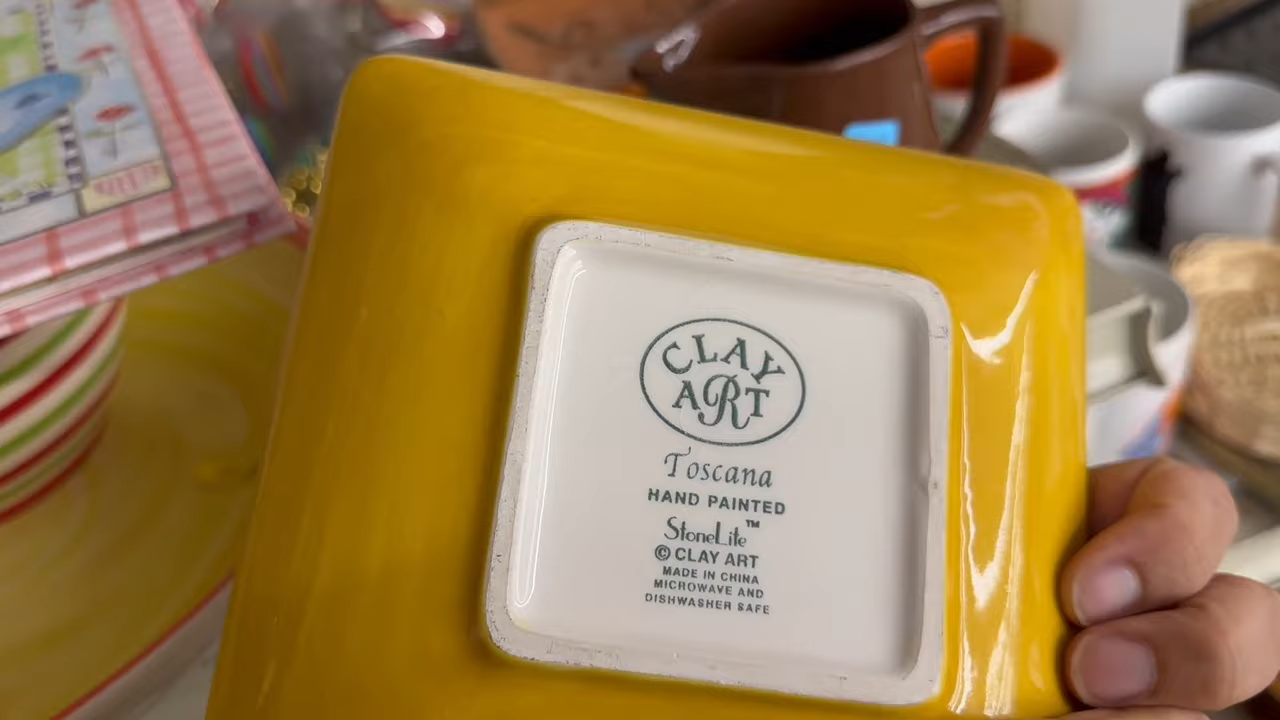 CLAY
ART
Toscana
HAND PAINTED
StoneLite™
© CLAY ART
MADE IN CHINA
MICROWAVE AND
DISHWASHER SAFE